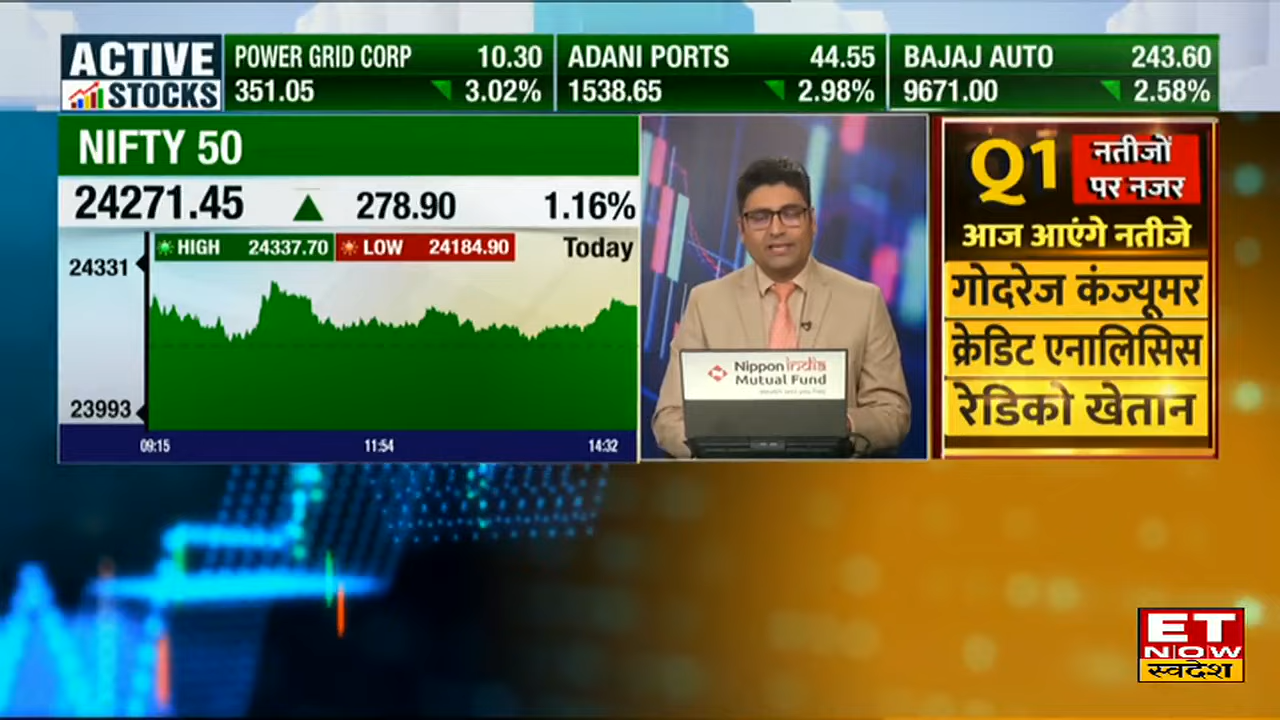 ACTIVE STOCKS
POWER GRID CORP 10.30
351.05 3.02%
ADANI PORTS 44.55
1538.65 2.98%
BAJAJ AUTO 243.60
9671.00 2.58%
NIFTY 50
24271.45 278.90 1.16%
HIGH 24337.70 LOW 24184.90 Today
24331
23993
09:15 11:54 14:32
Nippon india
Mutual Fund
Q1 नतीजों
पर नजर
आज आएंगे नतीजे
गोदरेज कंज्यूमर
क्रेडिट एनालिसिस
रेडिको खेतान
ET
NOW
स्वदेश